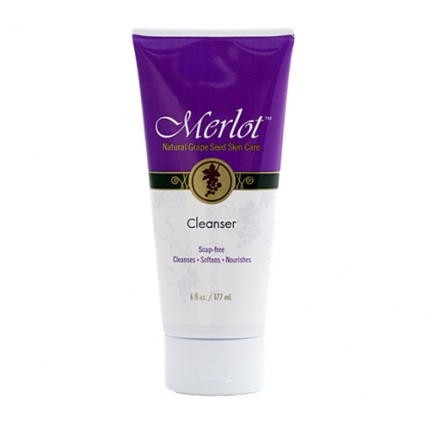 Merlot™
Natural Grape Seed Skin Care
Cleanser
Soap-free
Cleanses • Softens • Nourishes
6 fl oz. / 177 mL